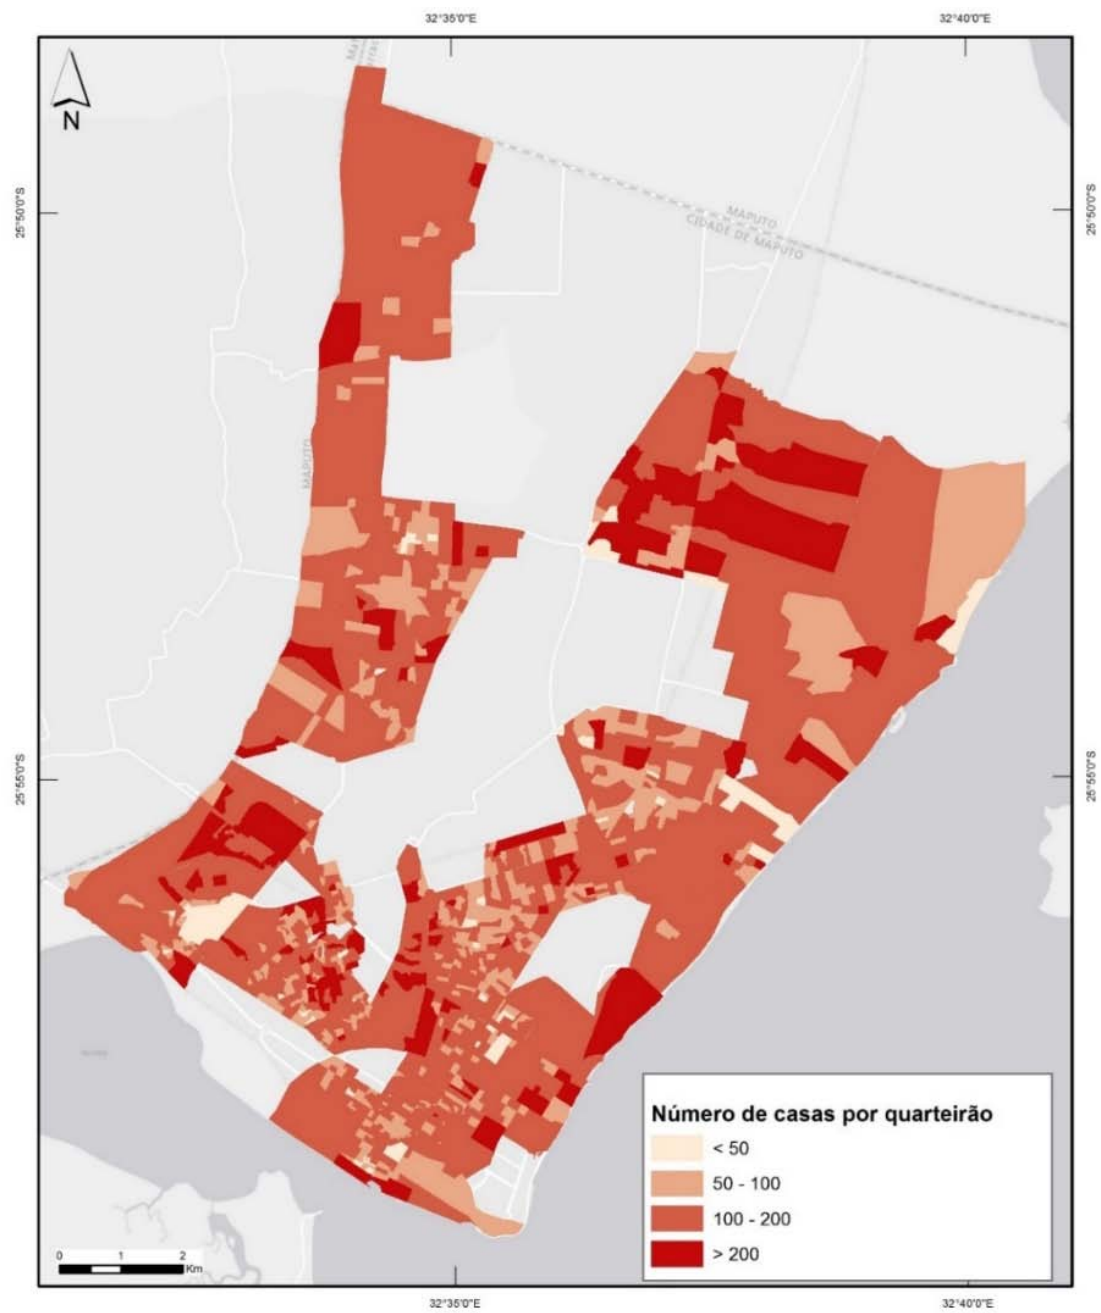 32°35'0"E
32°40'0"E
N
25°50'0"S
25°50'0"S
MAPUTO
CIDADE DE MAPUTO
MAPUTO
25°55'0"S
25°55'0"S
Número de casas por quarteirão
< 50
50 - 100
100 - 200
> 200
0 1 2
Km
32°35'0"E
32°40'0"E